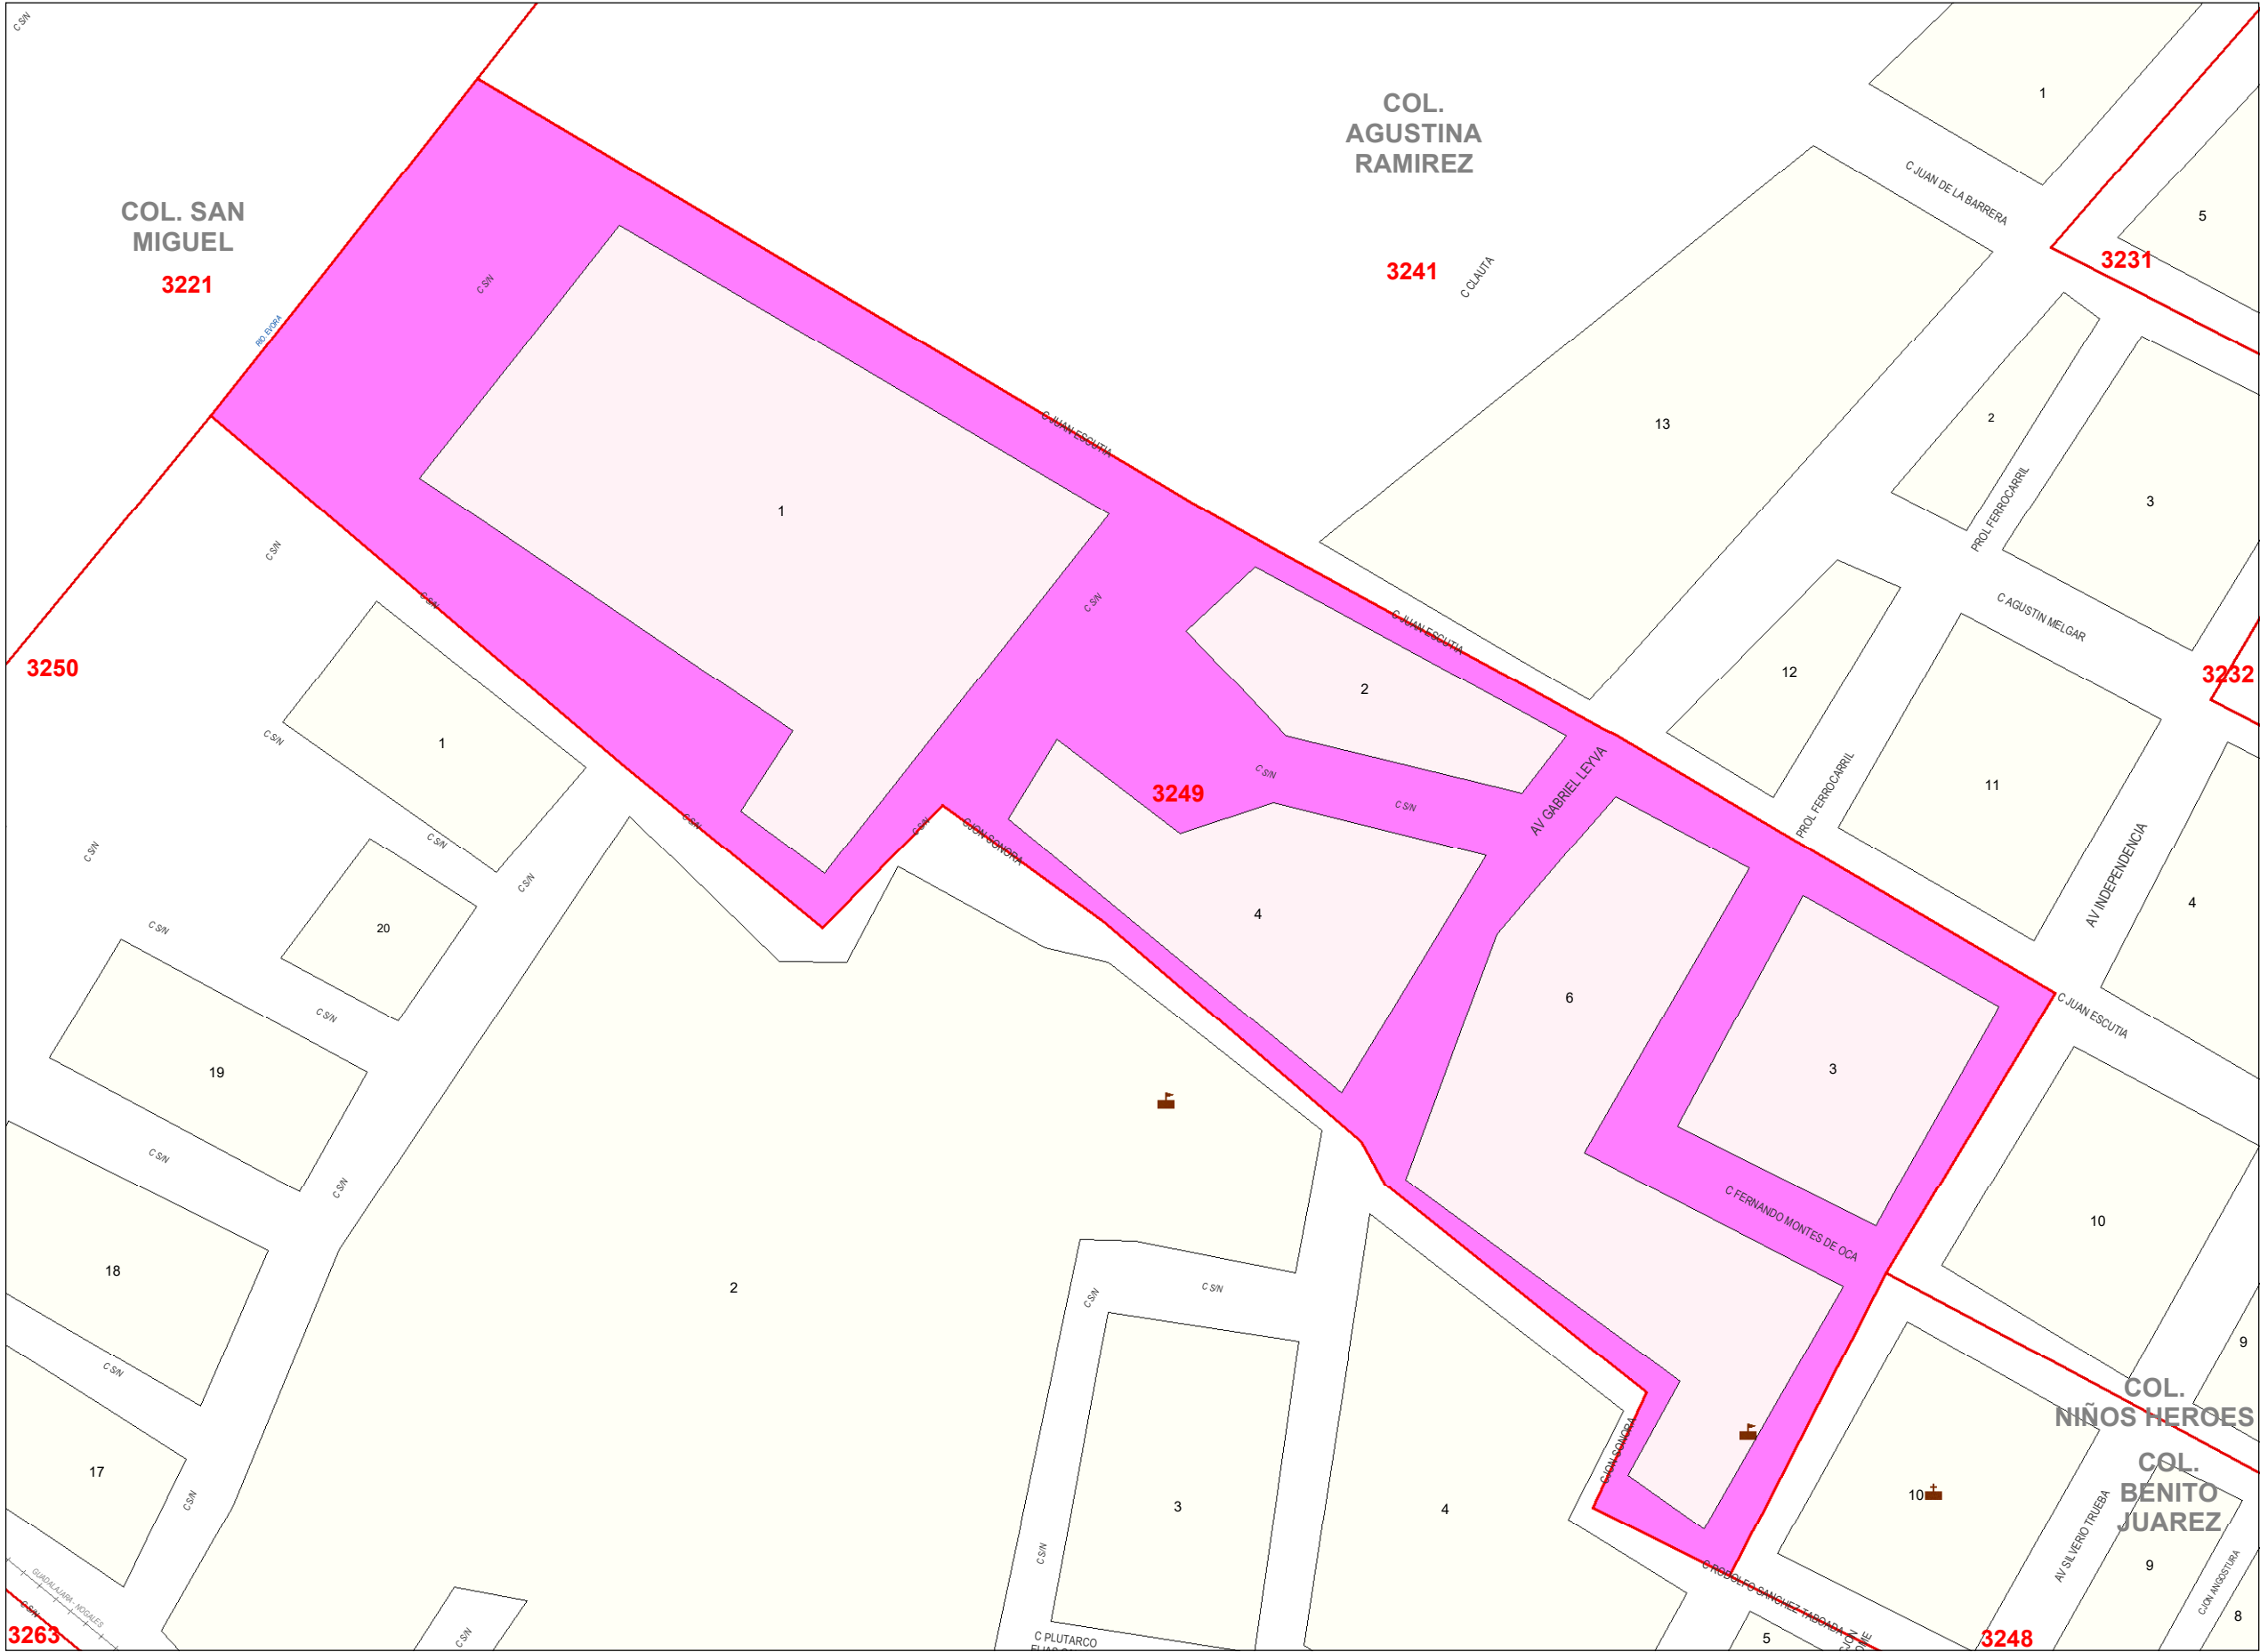 C S/N
COL.
AGUSTINA
RAMIREZ
1
C JUAN DE LA BARRERA
5
COL. SAN
MIGUEL
3221
3241
C CLAUTA
3231
C S/N
RIO EVORA
C JUAN ESCUTIA
13
2
3
PROL FERROCARRIL
1
C S/N
C S/N
C S/N
C JUAN ESCUTIA
C AGUSTIN MELGAR
3250
2
12
3232
1
C S/N
3249
C S/N
C S/N
AV GABRIEL LEYVA
PROL FERROCARRIL
11
C S/N
C S/N
C S/N
CJON SONORA
C S/N
C S/N
AV INDEPENDENCIA
4
20
4
C S/N
6
C JUAN ESCUTIA
C S/N
19
3
C S/N
C S/N
C FERNANDO MONTES DE OCA
10
18
2
C S/N
C S/N
9
C S/N
COL.
NIÑOS HEROES
17
C S/N
CJON SONORA
COL.
BENITO
JUAREZ
3
4
10
AV SILVERIO TRUEBA
9
C S/N
C RODOLFO SANCHEZ TABOADA
CJON ANGOSTURA
GUADALAJARA - NOGALES
C S/N
3263
C S/N
C PLUTARCO
5
3248
8